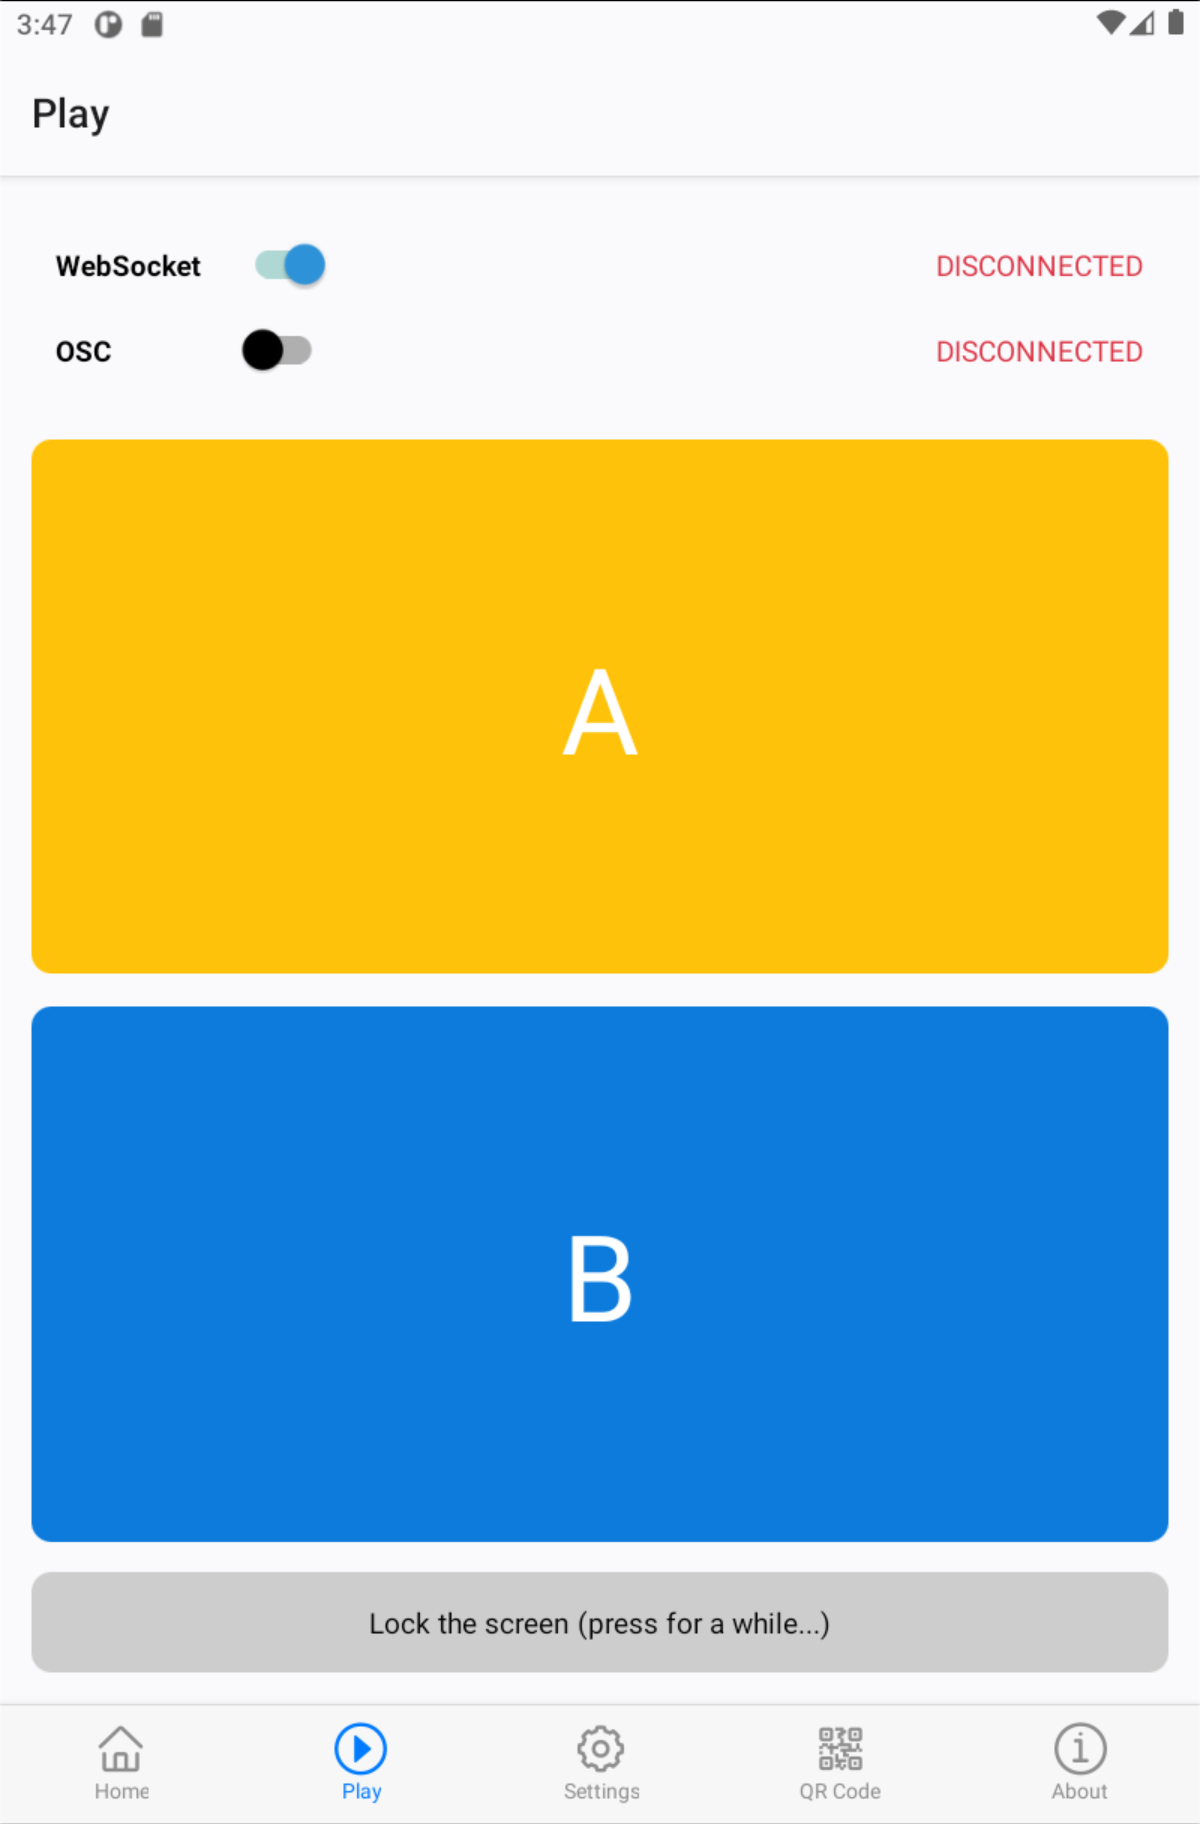 3:47
Play
WebSocket DISCONNECTED
OSC DISCONNECTED
A
B
Lock the screen (press for a while...)
Home Play Settings QR Code About